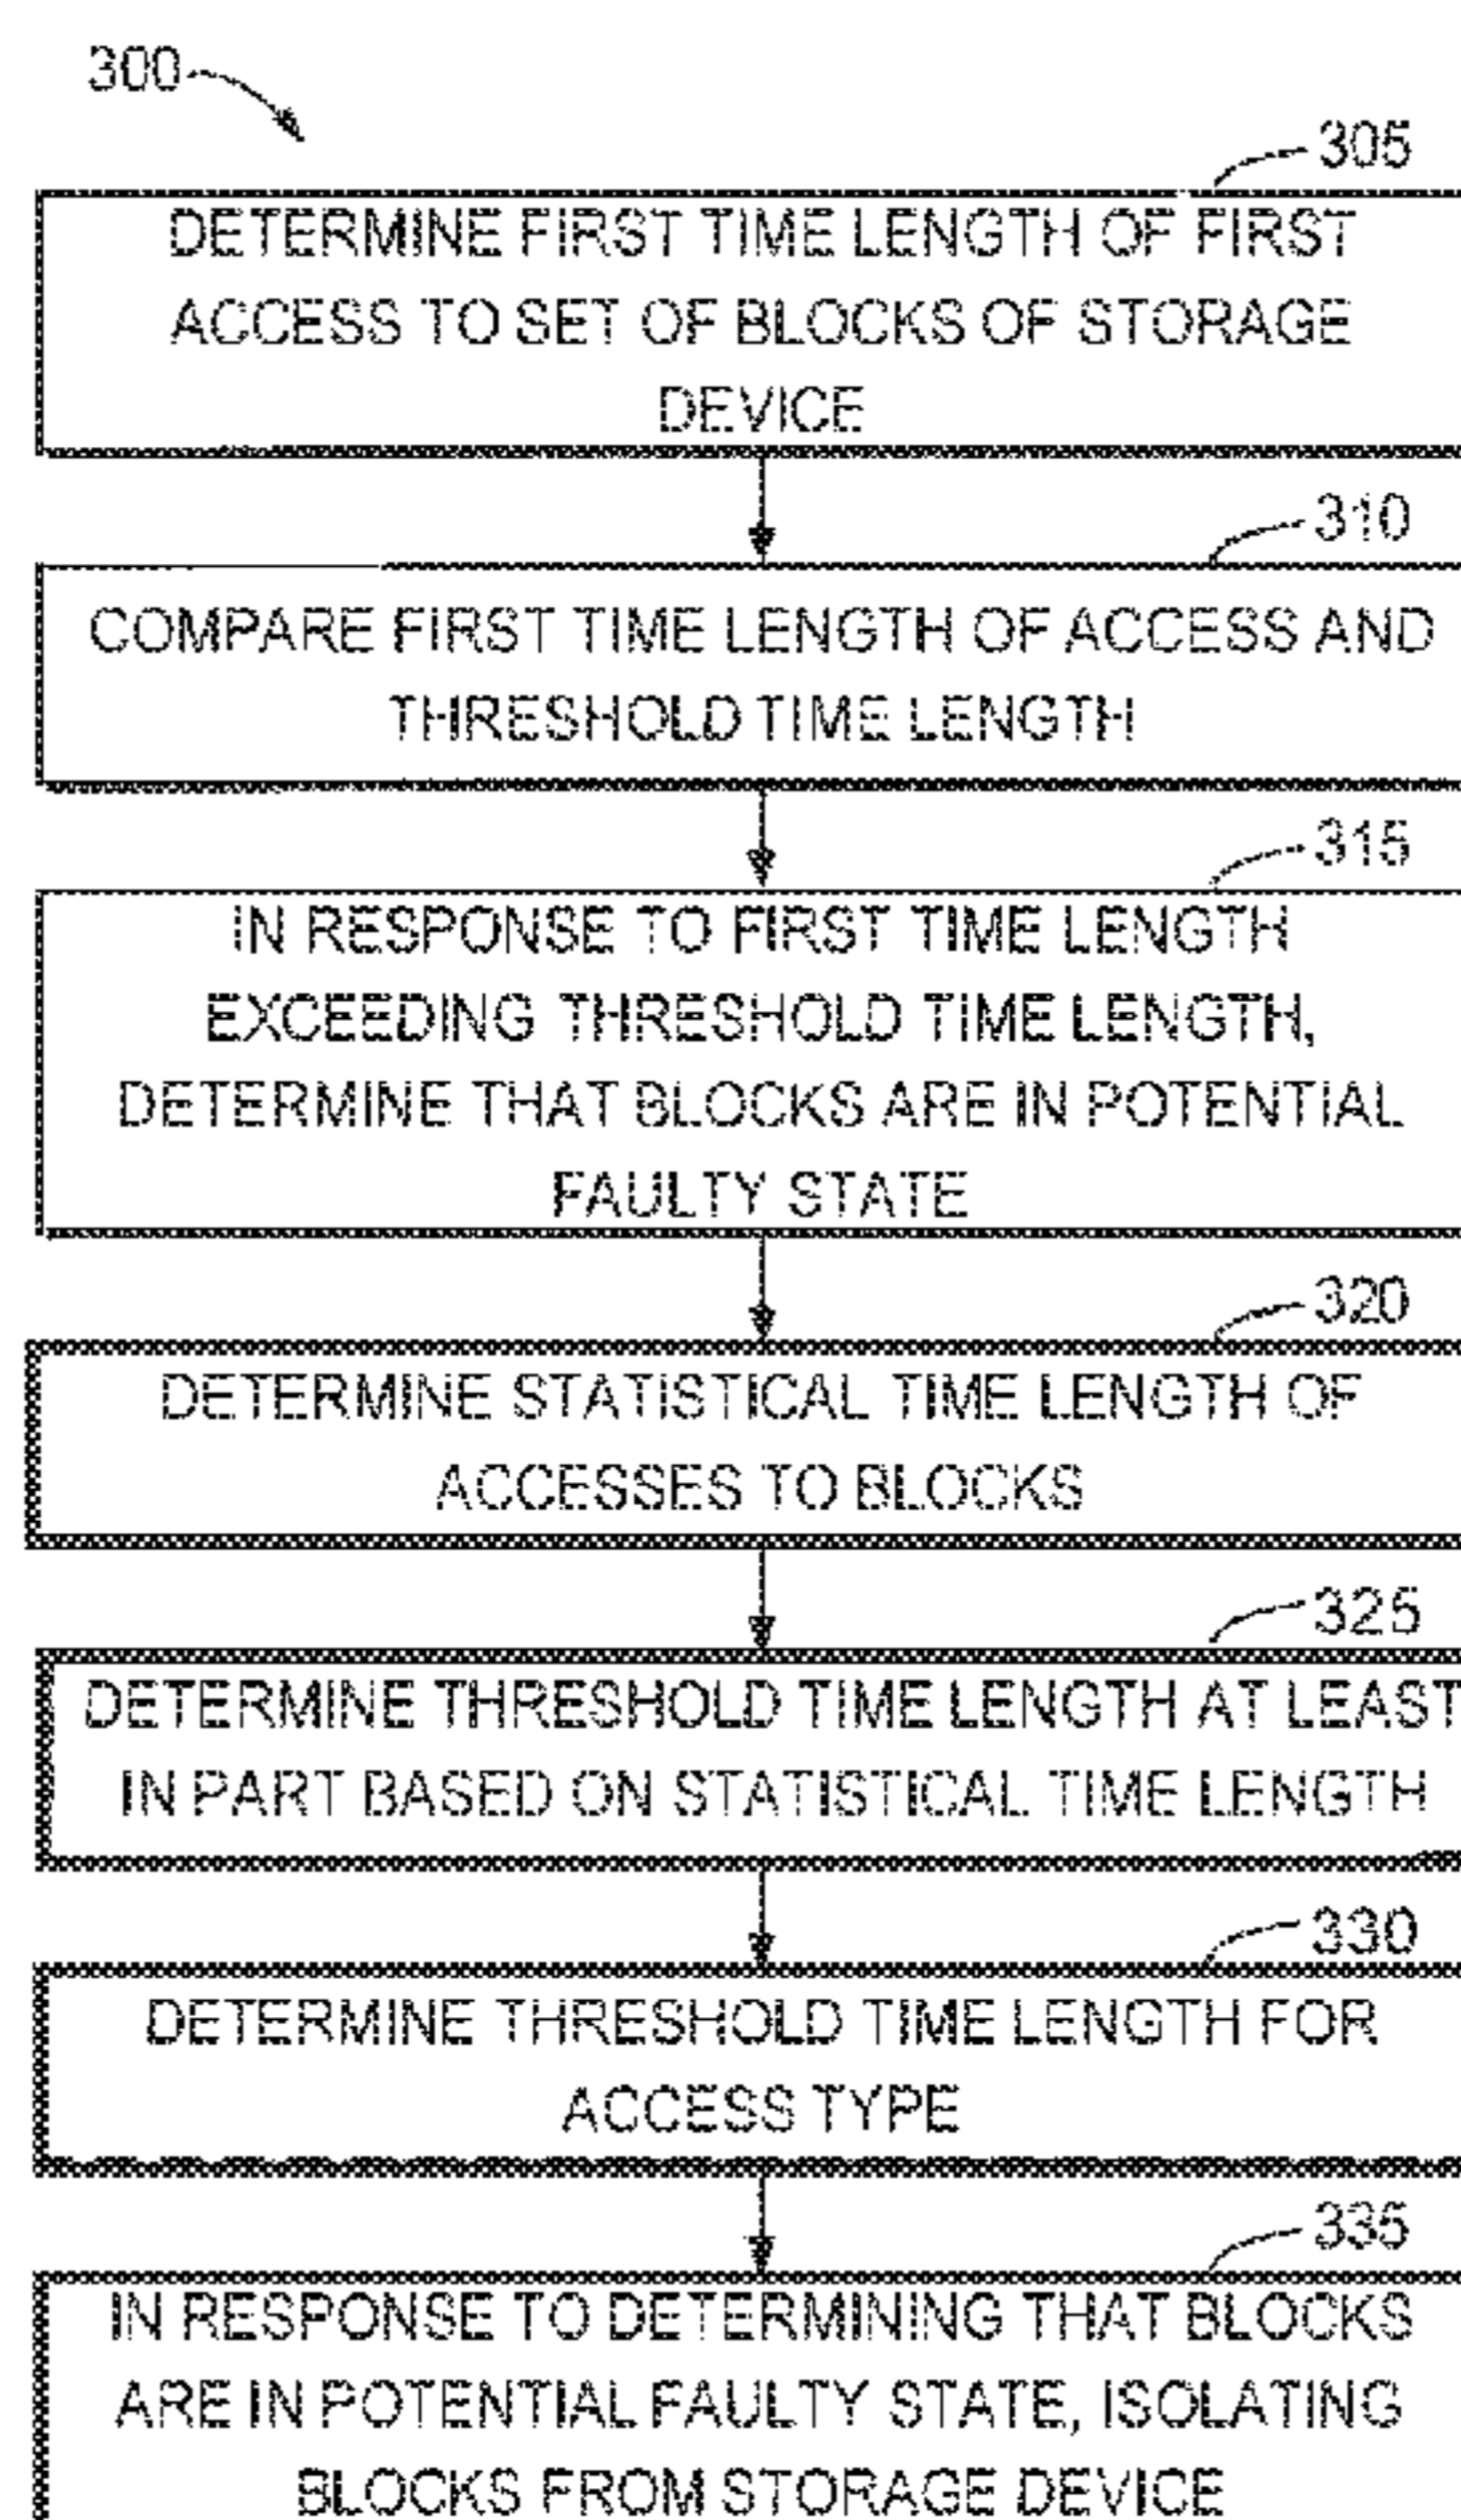 300
305
DETERMINE FIRST TIME LENGTH OF FIRST
ACCESS TO SET OF BLOCKS OF STORAGE
DEVICE
310
COMPARE FIRST TIME LENGTH OF ACCESS AND
THRESHOLD TIME LENGTH
315
IN RESPONSE TO FIRST TIME LENGTH
EXCEEDING THRESHOLD TIME LENGTH,
DETERMINE THAT BLOCKS ARE IN POTENTIAL
FAULTY STATE
320
DETERMINE STATISTICAL TIME LENGTH OF
ACCESSES TO BLOCKS
325
DETERMINE THRESHOLD TIME LENGTH AT LEAST
IN PART BASED ON STATISTICAL TIME LENGTH
330
DETERMINE THRESHOLD TIME LENGTH FOR
ACCESS TYPE
335
IN RESPONSE TO DETERMINING THAT BLOCKS
ARE IN POTENTIAL FAULTY STATE, ISOLATING
BLOCKS FROM STORAGE DEVICE